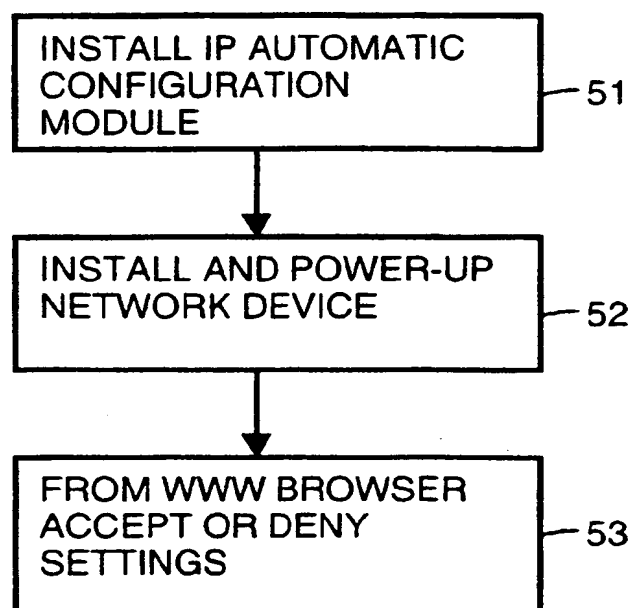 INSTALL IP AUTOMATIC
CONFIGURATION
MODULE
51
INSTALL AND POWER-UP
NETWORK DEVICE
52
FROM WWW BROWSER
ACCEPT OR DENY
SETTINGS
53